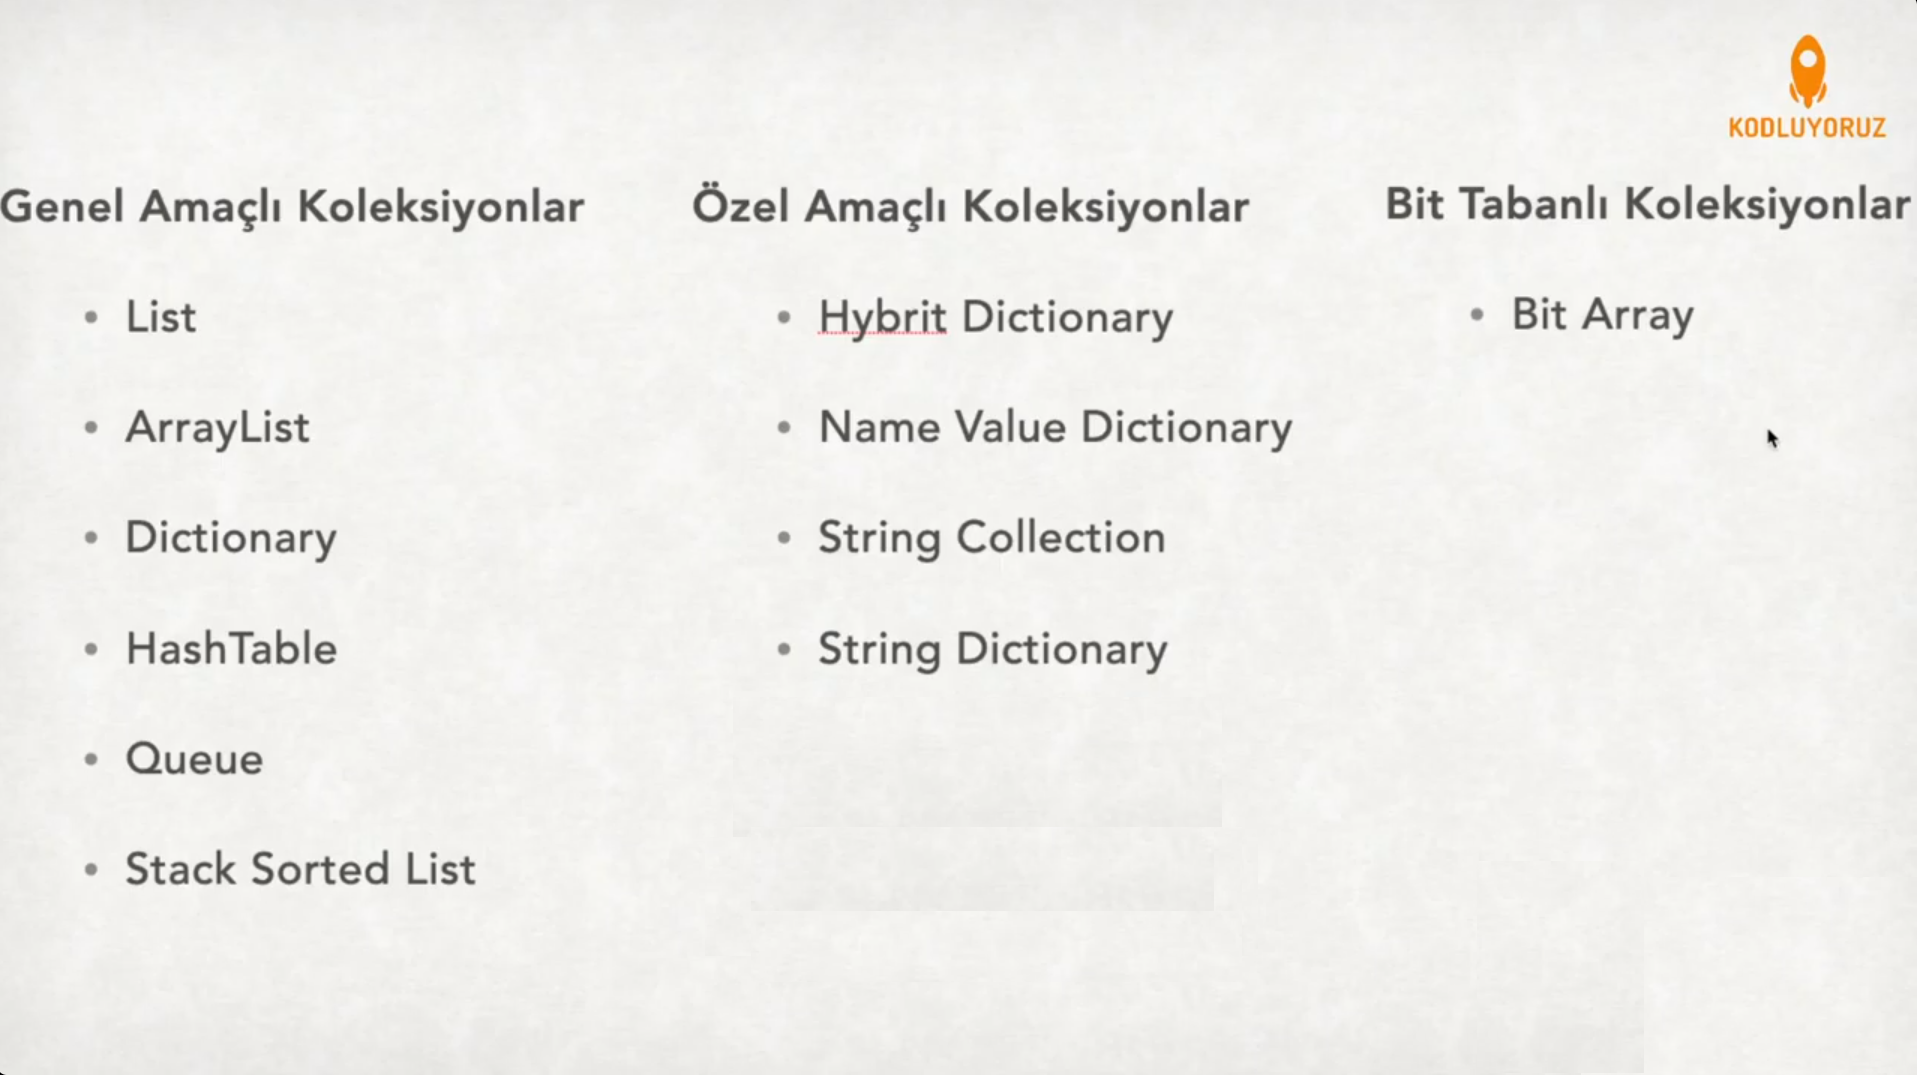 KODLUYORUZ
Genel Amaçlı Koleksiyonlar
• List
• ArrayList
• Dictionary
• HashTable
• Queue
• Stack Sorted List
Özel Amaçlı Koleksiyonlar
• Hybrit Dictionary
• Name Value Dictionary
• String Collection
• String Dictionary
Bit Tabanlı Koleksiyonlar
• Bit Array